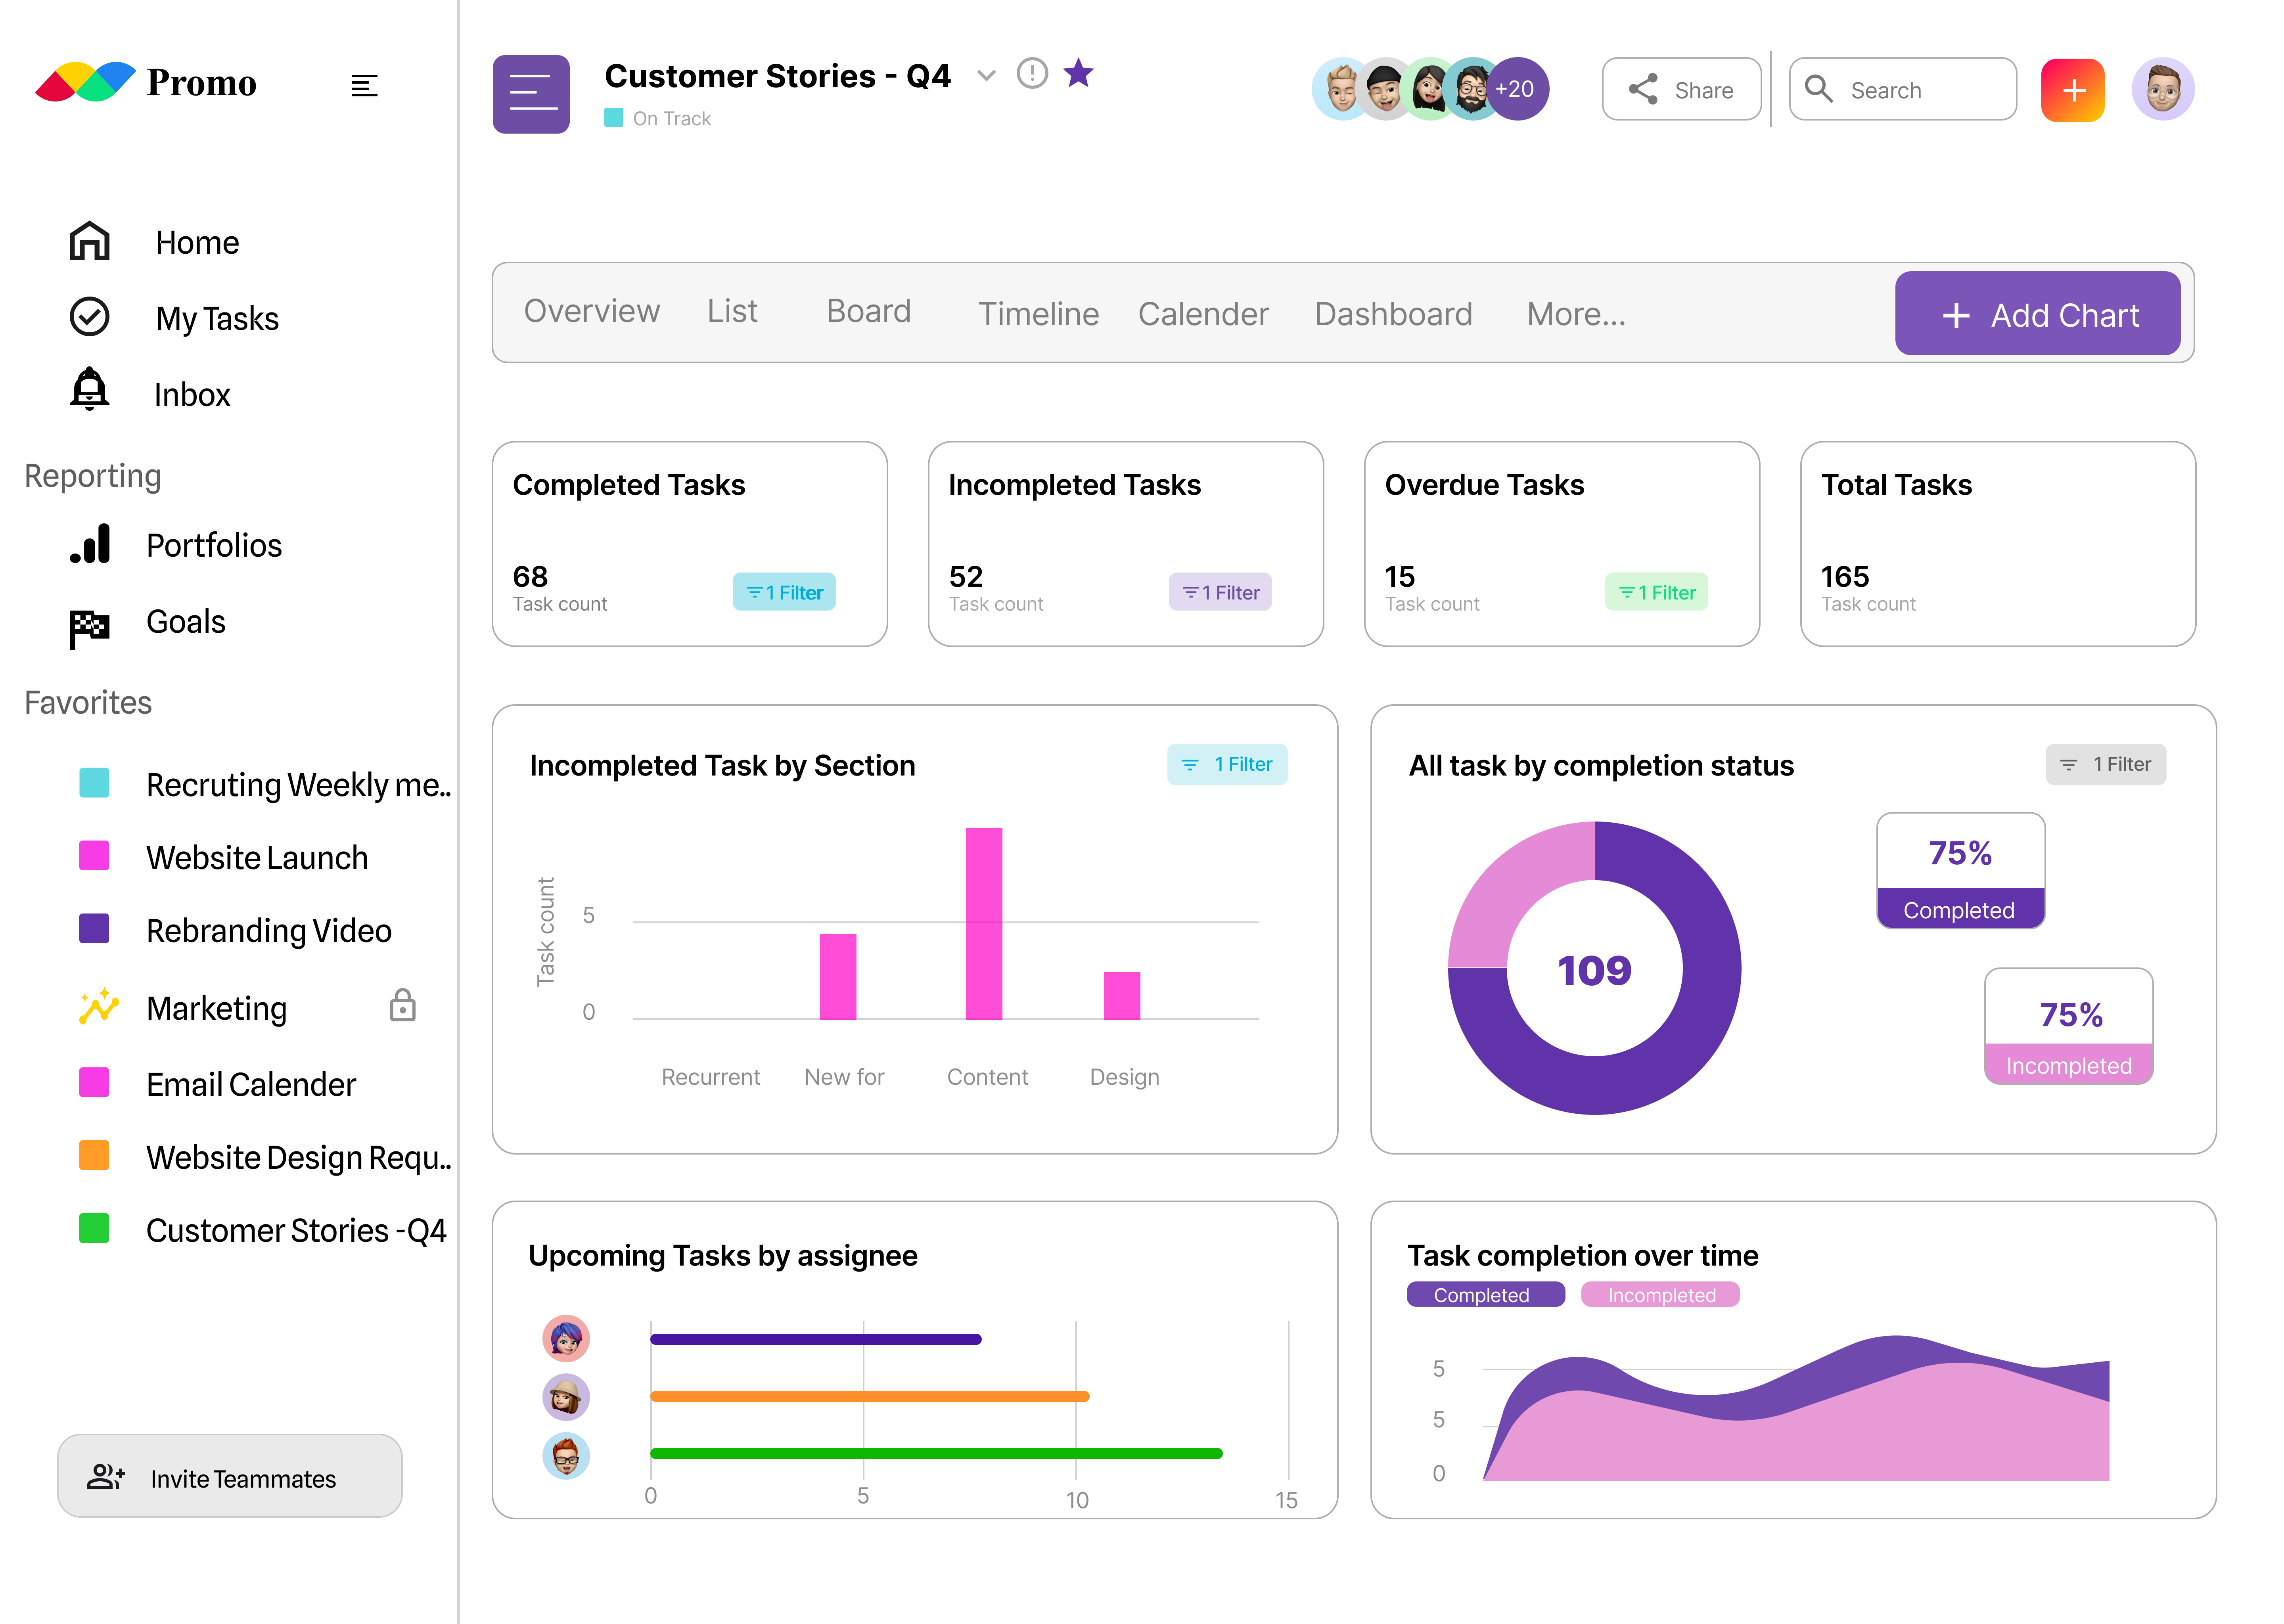 Promo
Home
My Tasks
Inbox
Reporting
Portfolios
Goals
Favorites
Recruting Weekly me..
Website Launch
Rebranding Video
Marketing
Email Calender
Website Design Requ..
Customer Stories -Q4
Invite Teammates
Customer Stories - Q4
On Track
+20
Share
Search
Overview List Board Timeline Calender Dashboard More...
+ Add Chart
Completed Tasks
68
Task count
1 Filter
Incompleted Tasks
52
Task count
1 Filter
Overdue Tasks
15
Task count
1 Filter
Total Tasks
165
Task count
Incompleted Task by Section
1 Filter
Task count
5
0
Recurrent New for Content Design
All task by completion status
1 Filter
109
75%
Completed
75%
Incompleted
Upcoming Tasks by assignee
0 5 10 15
Task completion over time
Completed Incompleted
5
5
0